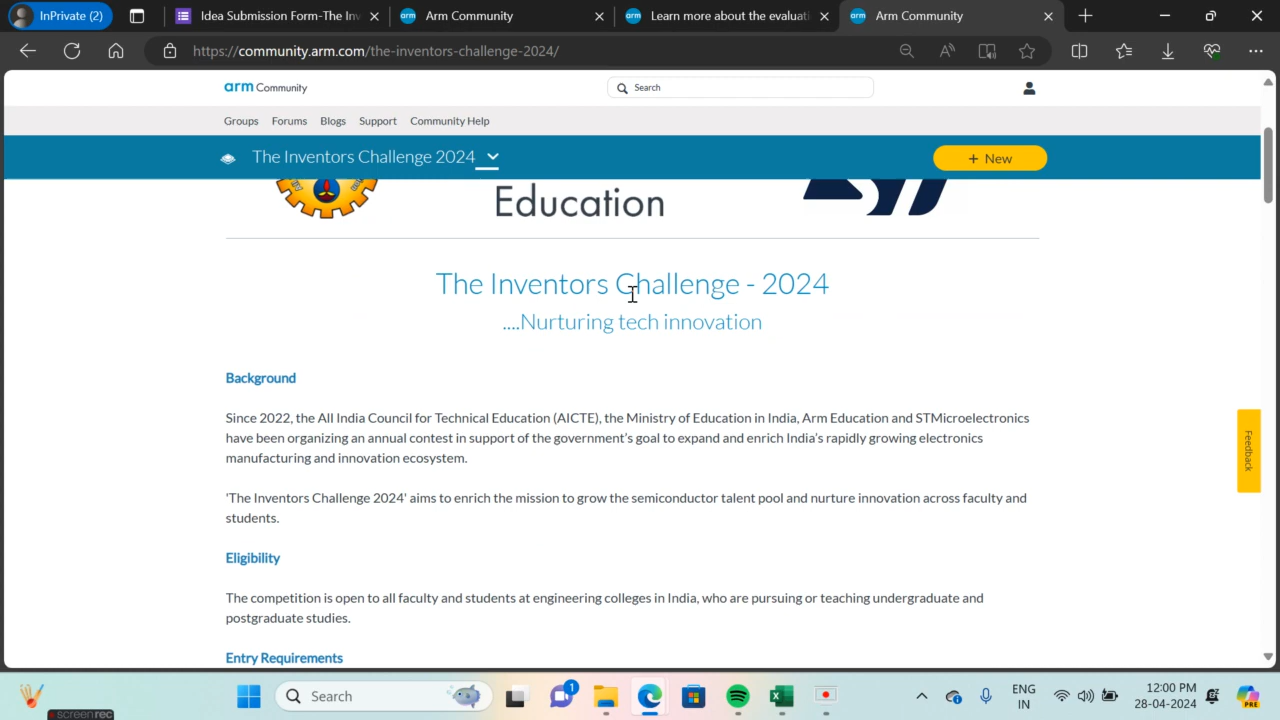 InPrivate (2)
Idea Submission Form-The Inv
Arm Community
Learn more about the evaluati
Arm Community
https://community.arm.com/the-inventors-challenge-2024/
arm Community
Search
Groups Forums Blogs Support Community Help
The Inventors Challenge 2024
+ New
Education
The Inventors Challenge - 2024
....Nurturing tech innovation
Background
Since 2022, the All India Council for Technical Education (AICTE), the Ministry of Education in India, Arm Education and STMicroelectronics
have been organizing an annual contest in support of the government's goal to expand and enrich India's rapidly growing electronics
manufacturing and innovation ecosystem.
'The Inventors Challenge 2024' aims to enrich the mission to grow the semiconductor talent pool and nurture innovation across faculty and
students.
Eligibility
The competition is open to all faculty and students at engineering colleges in India, who are pursuing or teaching undergraduate and
postgraduate studies.
Entry Requirements
Feedback
Search
1
ENG
IN
12:00 PM
28-04-2024
PRE
screenrec